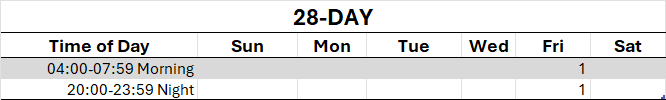 28-DAY
Time of Day Sun Mon Tue Wed Fri Sat
04:00-07:59 Morning 1
20:00-23:59 Night 1